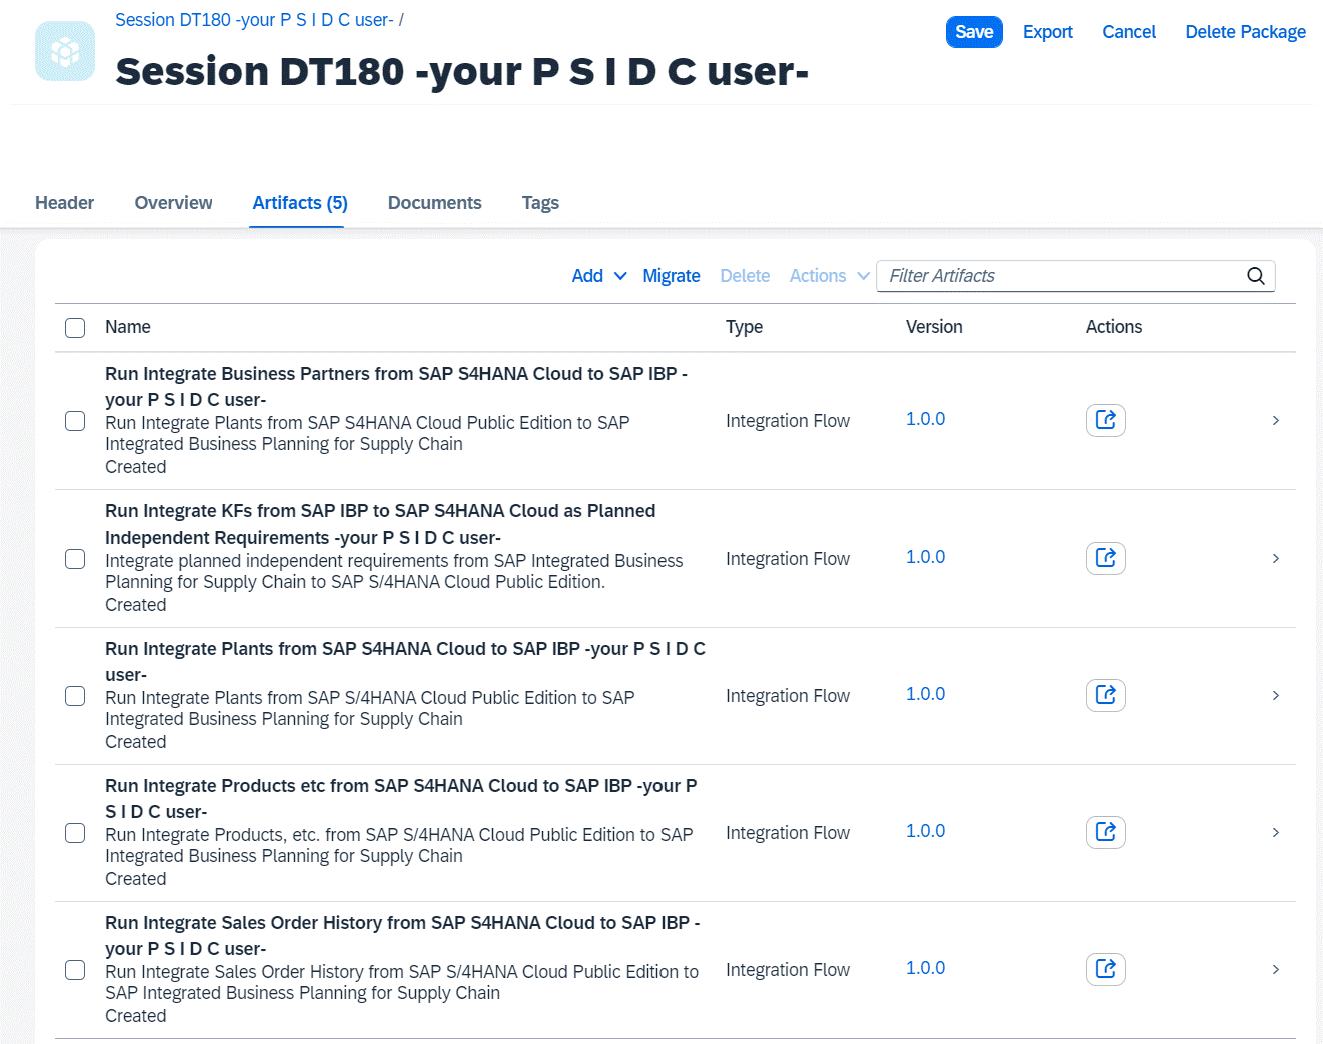 Session DT180 -your P S I D C user- /
Save Export Cancel Delete Package
Session DT180 -your P S I D C user-
Header Overview Artifacts (5) Documents Tags
Add Migrate Delete Actions Filter Artifacts
Name Type Version Actions
Run Integrate Business Partners from SAP S4HANA Cloud to SAP IBP -
your P S I D C user-
Run Integrate Plants from SAP S4HANA Cloud Public Edition to SAP
Integrated Business Planning for Supply Chain
Created
Integration Flow 1.0.0
Run Integrate KFs from SAP IBP to SAP S4HANA Cloud as Planned
Independent Requirements -your P S I D C user-
Integrate planned independent requirements from SAP Integrated Business
Planning for Supply Chain to SAP S/4HANA Cloud Public Edition.
Created
Integration Flow 1.0.0
Run Integrate Plants from SAP S4HANA Cloud to SAP IBP -your P S I D C
user-
Run Integrate Plants from SAP S/4HANA Cloud Public Edition to SAP
Integrated Business Planning for Supply Chain
Created
Integration Flow 1.0.0
Run Integrate Products etc from SAP S4HANA Cloud to SAP IBP -your P
S I D C user-
Run Integrate Products, etc. from SAP S/4HANA Cloud Public Edition to SAP
Integrated Business Planning for Supply Chain
Created
Integration Flow 1.0.0
Run Integrate Sales Order History from SAP S4HANA Cloud to SAP IBP -
your P S I D C user-
Run Integrate Sales Order History from SAP S/4HANA Cloud Public Edition to
SAP Integrated Business Planning for Supply Chain
Created
Integration Flow 1.0.0